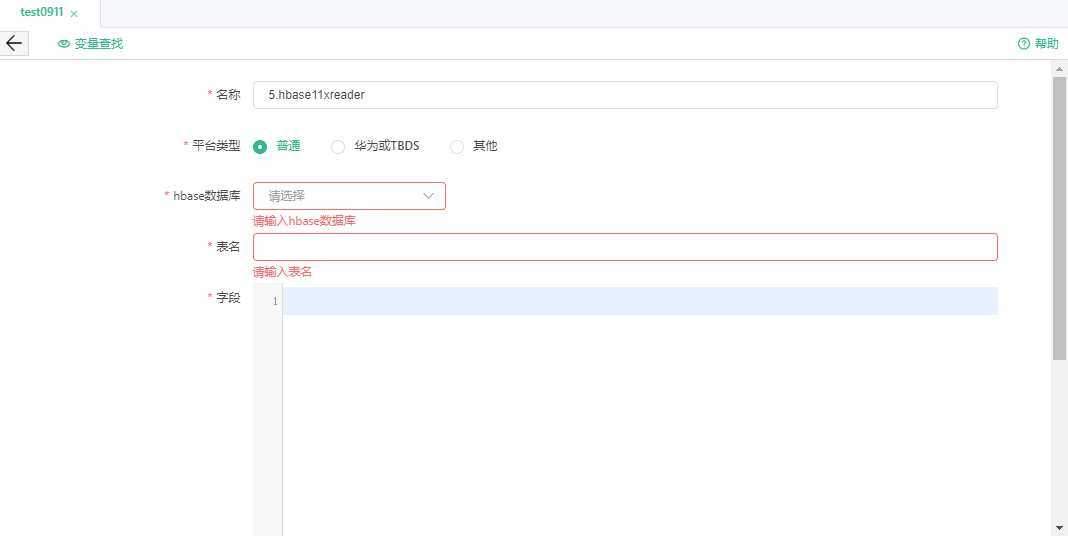 test0911
变量查找
帮助
* 名称 5.hbase11xreader
* 平台类型 普通 华为或TBDS 其他
* hbase数据库 请选择
请输入hbase数据库
* 表名
请输入表名
* 字段 1